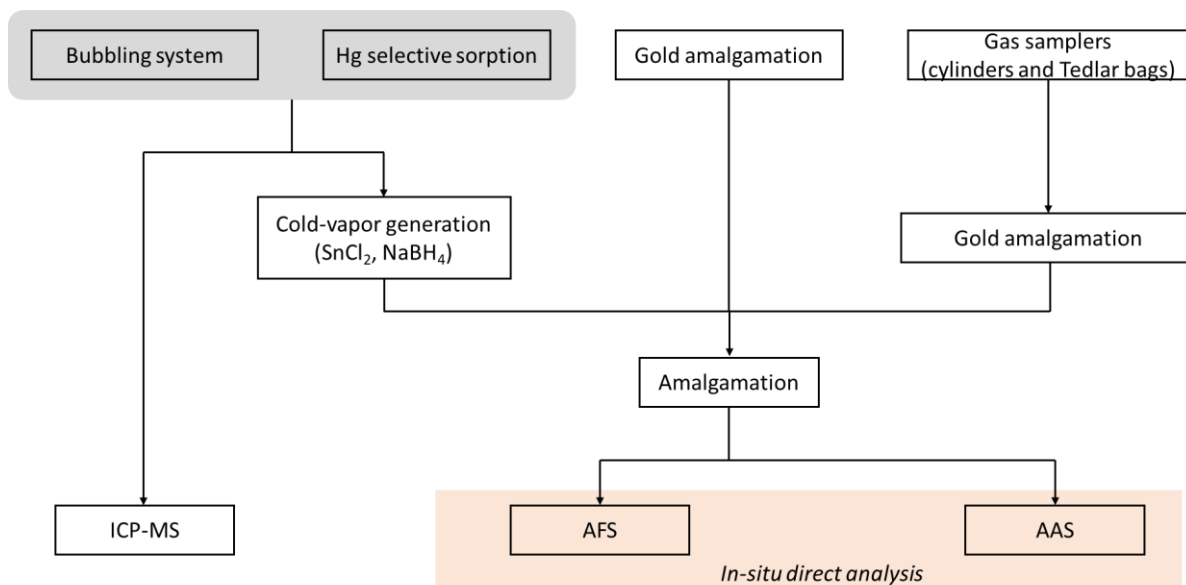 Bubbling system
Hg selective sorption
Gold amalgamation
Gas samplers
(cylinders and Tedlar bags)
Cold-vapor generation
(SnCl₂, NaBH₄)
Gold amalgamation
Amalgamation
ICP-MS
AFS
AAS
In-situ direct analysis